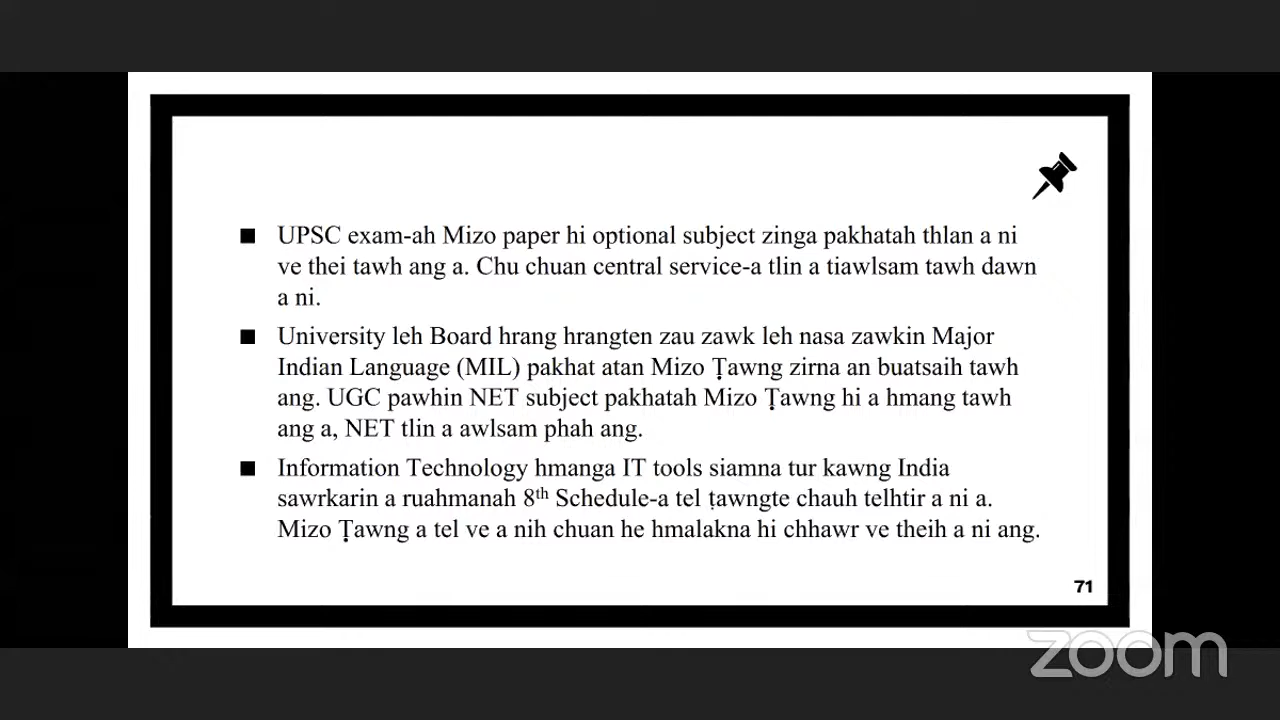 UPSC exam-ah Mizo paper hi optional subject zinga pakhatah thlan a ni
ve thei tawh ang a. Chu chuan central service-a tlin a tiawlsam tawh dawn
a ni.
University leh Board hrang hrangten zau zawk leh nasa zawkin Major
Indian Language (MIL) pakhat atan Mizo Ṭawng zirna an buatsaih tawh
ang. UGC pawhin NET subject pakhatah Mizo Ṭawng hi a hmang tawh
ang a, NET tlin a awlsam phah ang.
Information Technology hmanga IT tools siamna tur kawng India
sawrkarin a ruahmanah 8th Schedule-a tel ṭawngte chauh telhtir a ni a.
Mizo Ṭawng a tel ve a nih chuan he hmalakna hi chhawr ve theih a ni ang.
71
zoom